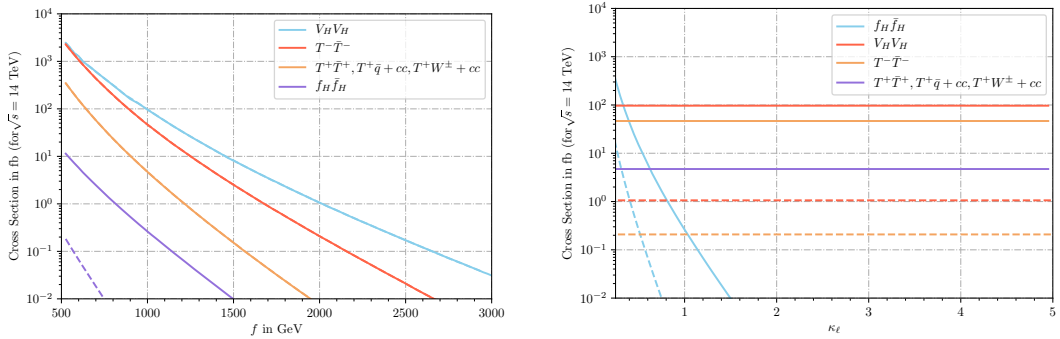 Cross Section in fb (for√s = 14 TeV)
10^4
10^3
10^2
10^1
10^0
10^−1
10^−2
500
1000
1500
2000
2500
3000
f in GeV
V_H V_H
T^− T̄^−
T^+ T̄^+, T^+ q̄ + cc, T^+ W^± + cc
f_H f̄_H
Cross Section in fb (for√s = 14 TeV)
10^4
10^3
10^2
10^1
10^0
10^−1
10^−2
1
2
3
4
5
κ_ℓ
f_H f̄_H
V_H V_H
T^− T̄^−
T^+ T̄^+, T^+ q̄ + cc, T^+ W^± + cc